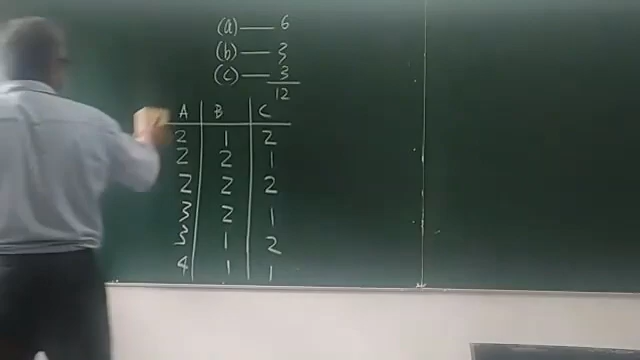 (a) — 6
(b) — 3
(c) — 3
12
A B C
2 1 2
2 2 1
2 2 2
3 2 1
3 1 2
4 1 1